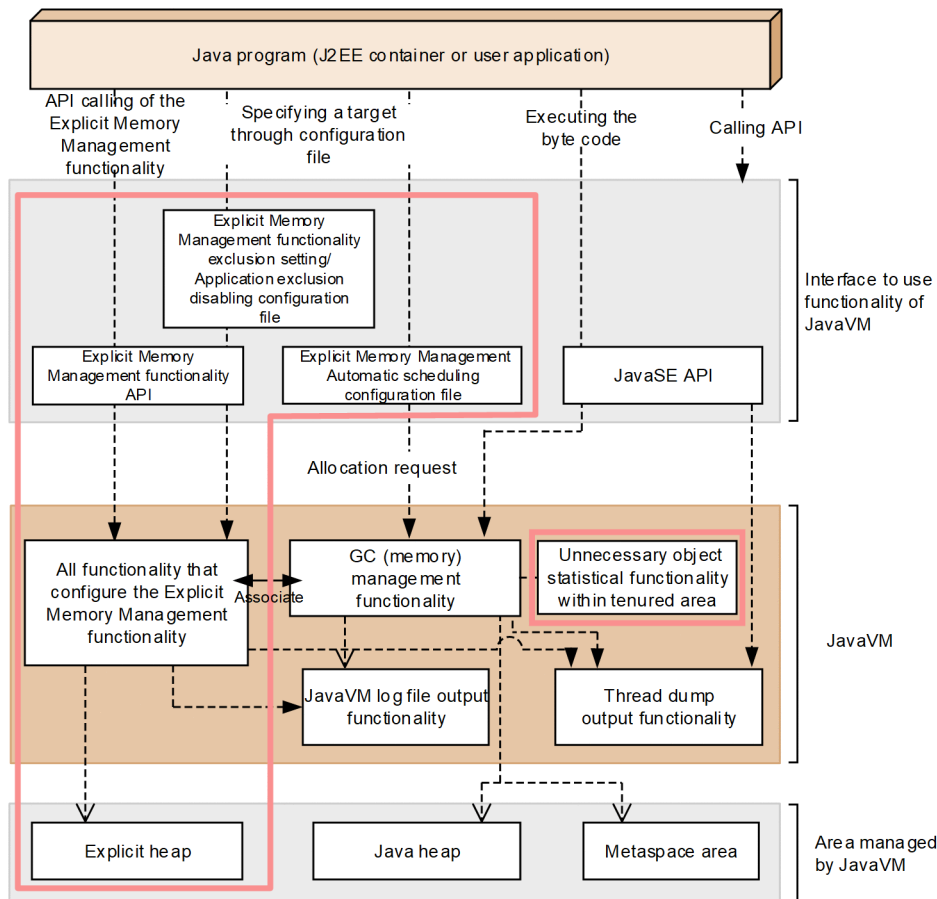 Java program (J2EE container or user application)
API calling of the
Explicit Memory
Management
functionality
Specifying a target
through configuration
file
Executing the
byte code
Calling API
Explicit Memory
Management functionality
exclusion setting/
Application exclusion
disabling configuration
file
Interface to use
functionality of
JavaVM
Explicit Memory
Management functionality
API
Explicit Memory Management
Automatic scheduling
configuration file
JavaSE API
Allocation request
All functionality that
configure the Explicit
Memory Management
functionality
Associate
GC (memory)
management
functionality
Unnecessary object
statistical functionality
within tenured area
JavaVM
JavaVM log file output
functionality
Thread dump
output functionality
Explicit heap
Java heap
Metaspace area
Area managed
by JavaVM